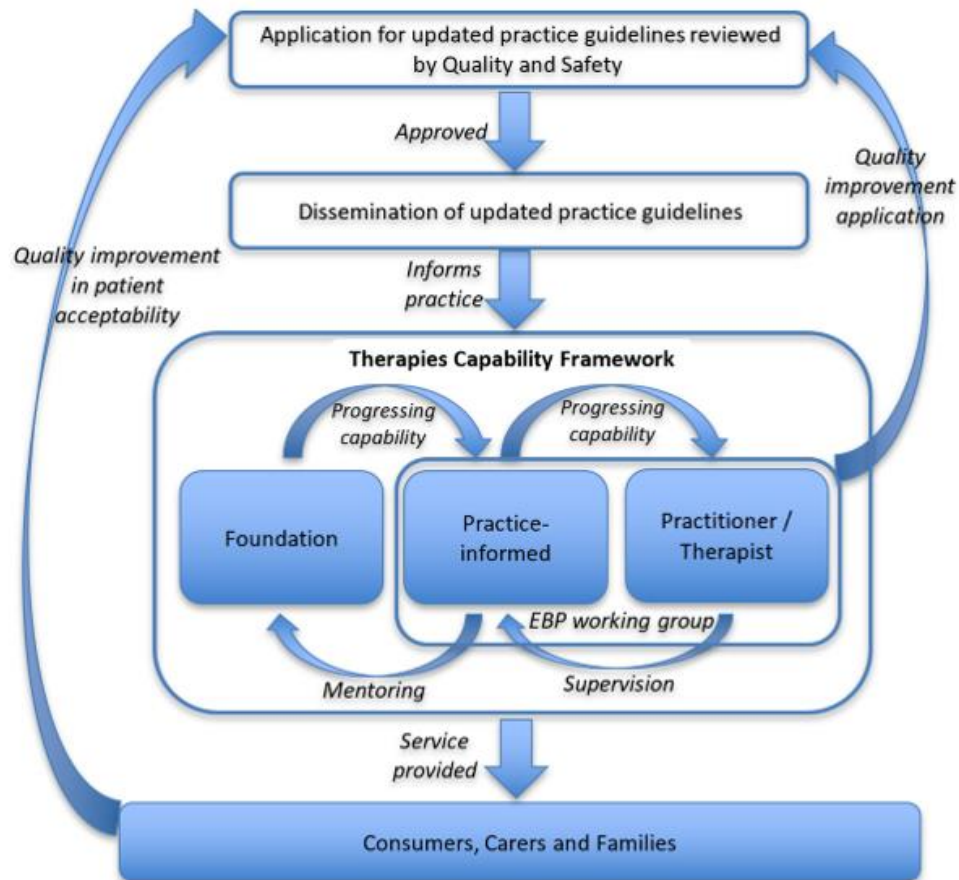 Application for updated practice guidelines reviewed
by Quality and Safety
Approved
Quality
improvement
application
Dissemination of updated practice guidelines
Quality improvement
in patient
acceptability
Informs
practice
Therapies Capability Framework
Progressing
capability
Progressing
capability
Foundation
Practice-
informed
Practitioner /
Therapist
EBP working group
Mentoring
Supervision
Service
provided
Consumers, Carers and Families